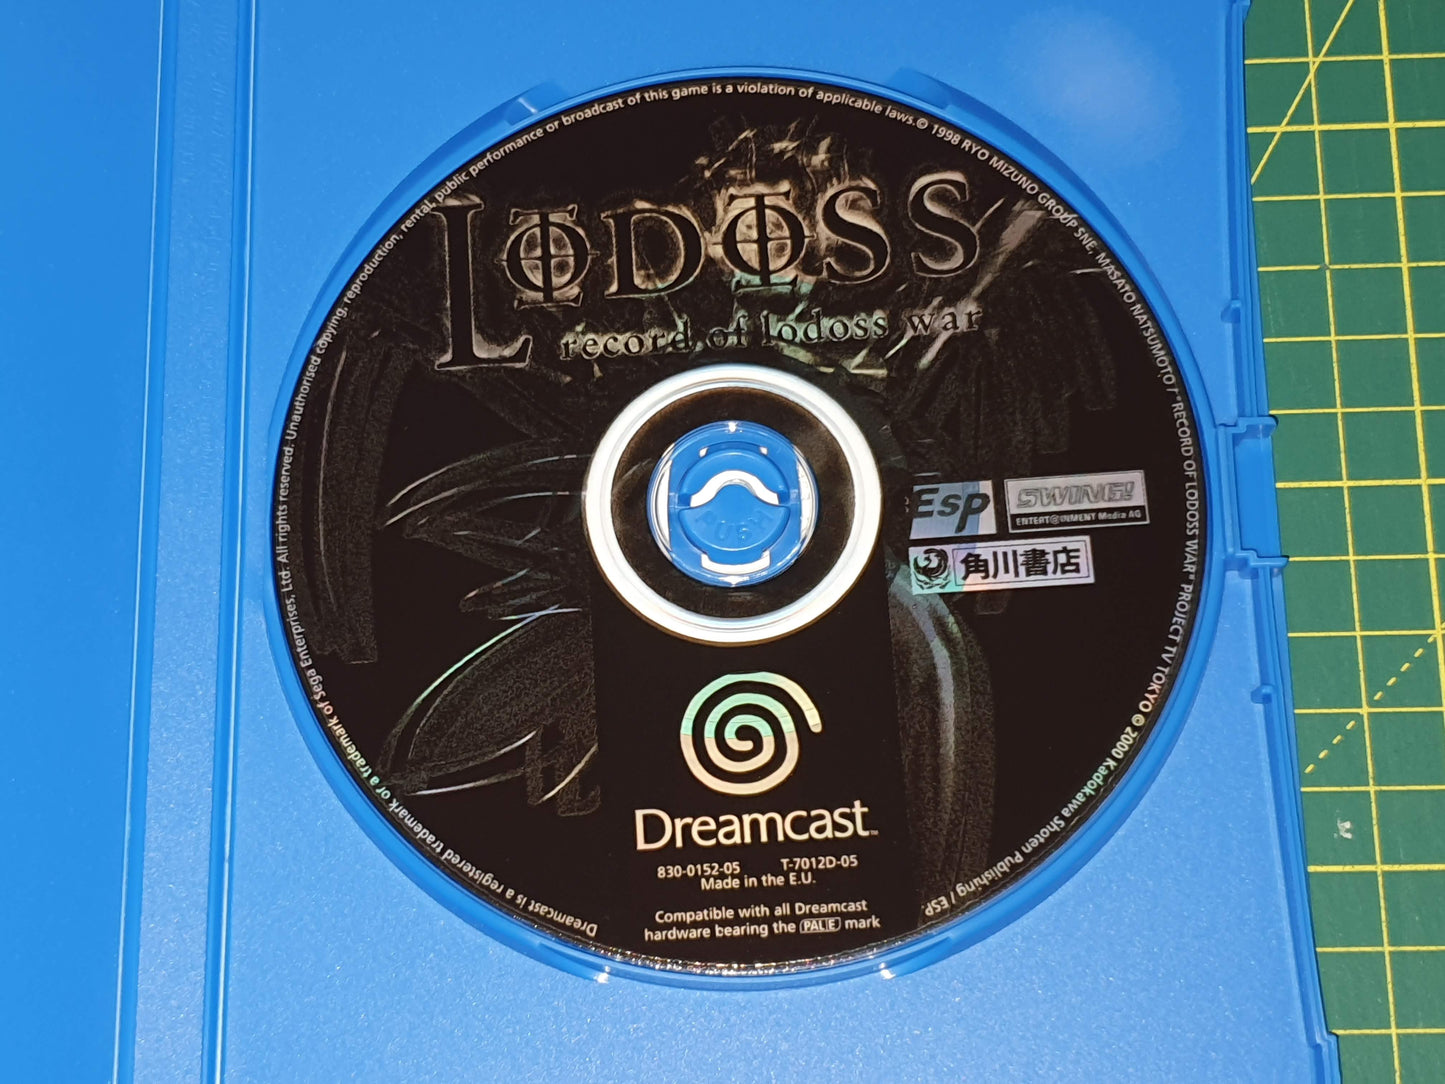 LODOSS
record of lodoss war
Esp
SWING!
ENTERT@INMENT Media AG
角川書店
PUSH
Dreamcast™
830-0152-05 T-7012D-05
Made in the E.U.
Compatible with all Dreamcast
hardware bearing the PAL/E mark
Dreamcast is a registered trademark or a trademark of Sega Enterprises, Ltd. All rights reserved. Unauthorised copying, reproduction, rental, public performance or broadcast of this game is a violation of applicable laws. © 1998 RYO MIZUNO GROUP SNE, MASATO NATSUMOTO / "RECORD OF LODOSS WAR" PROJECT TV TOKYO © 2000 Kadokawa Shoten Publishing / ESP